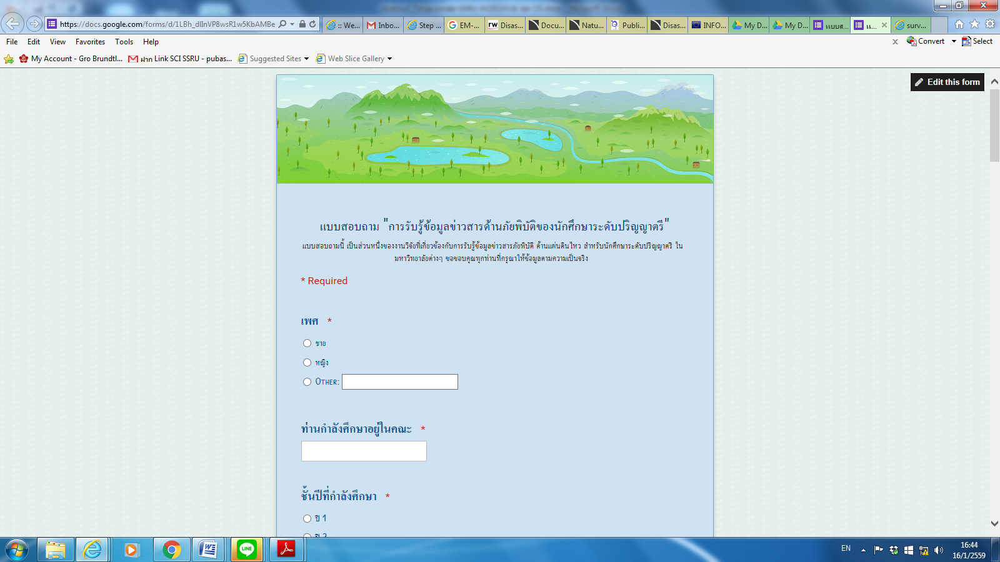 https://docs.google.com/forms/d/1LBh_dlInVP8wsR1w5KbAMBe
:: We...
Inbo...
Step ...
EM-...
Disas...
Docu...
Natu...
Publi...
Disas...
INFO...
My D...
My D...
แบบส...
แ...
surv...
File Edit View Favorites Tools Help
x Convert Select
My Account - Gro Brundtl... ฝาก Link SCI SSRU - pubas... Suggested Sites Web Slice Gallery
Edit this form
แบบสอบถาม "การรับรู้ข้อมูลข่าวสารด้านภัยพิบัติของนักศึกษาระดับปริญญาตรี"
แบบสอบถามนี้ เป็นส่วนหนึ่งของงานวิจัยที่เกี่ยวข้องกับการรับรู้ข้อมูลข่าวสารภัยพิบัติ ด้านแผ่นดินไหว สำหรับนักศึกษาระดับปริญญาตรี ใน
มหาวิทยาลัยต่างๆ ขอขอบคุณทุกท่านที่กรุณาให้ข้อมูลตามความเป็นจริง
* Required
เพศ *
ชาย
หญิง
Other:
ท่านกำลังศึกษาอยู่ในคณะ *
ชั้นปีที่กำลังศึกษา *
ปี 1
ปี 2
EN
16:44
16/1/2559